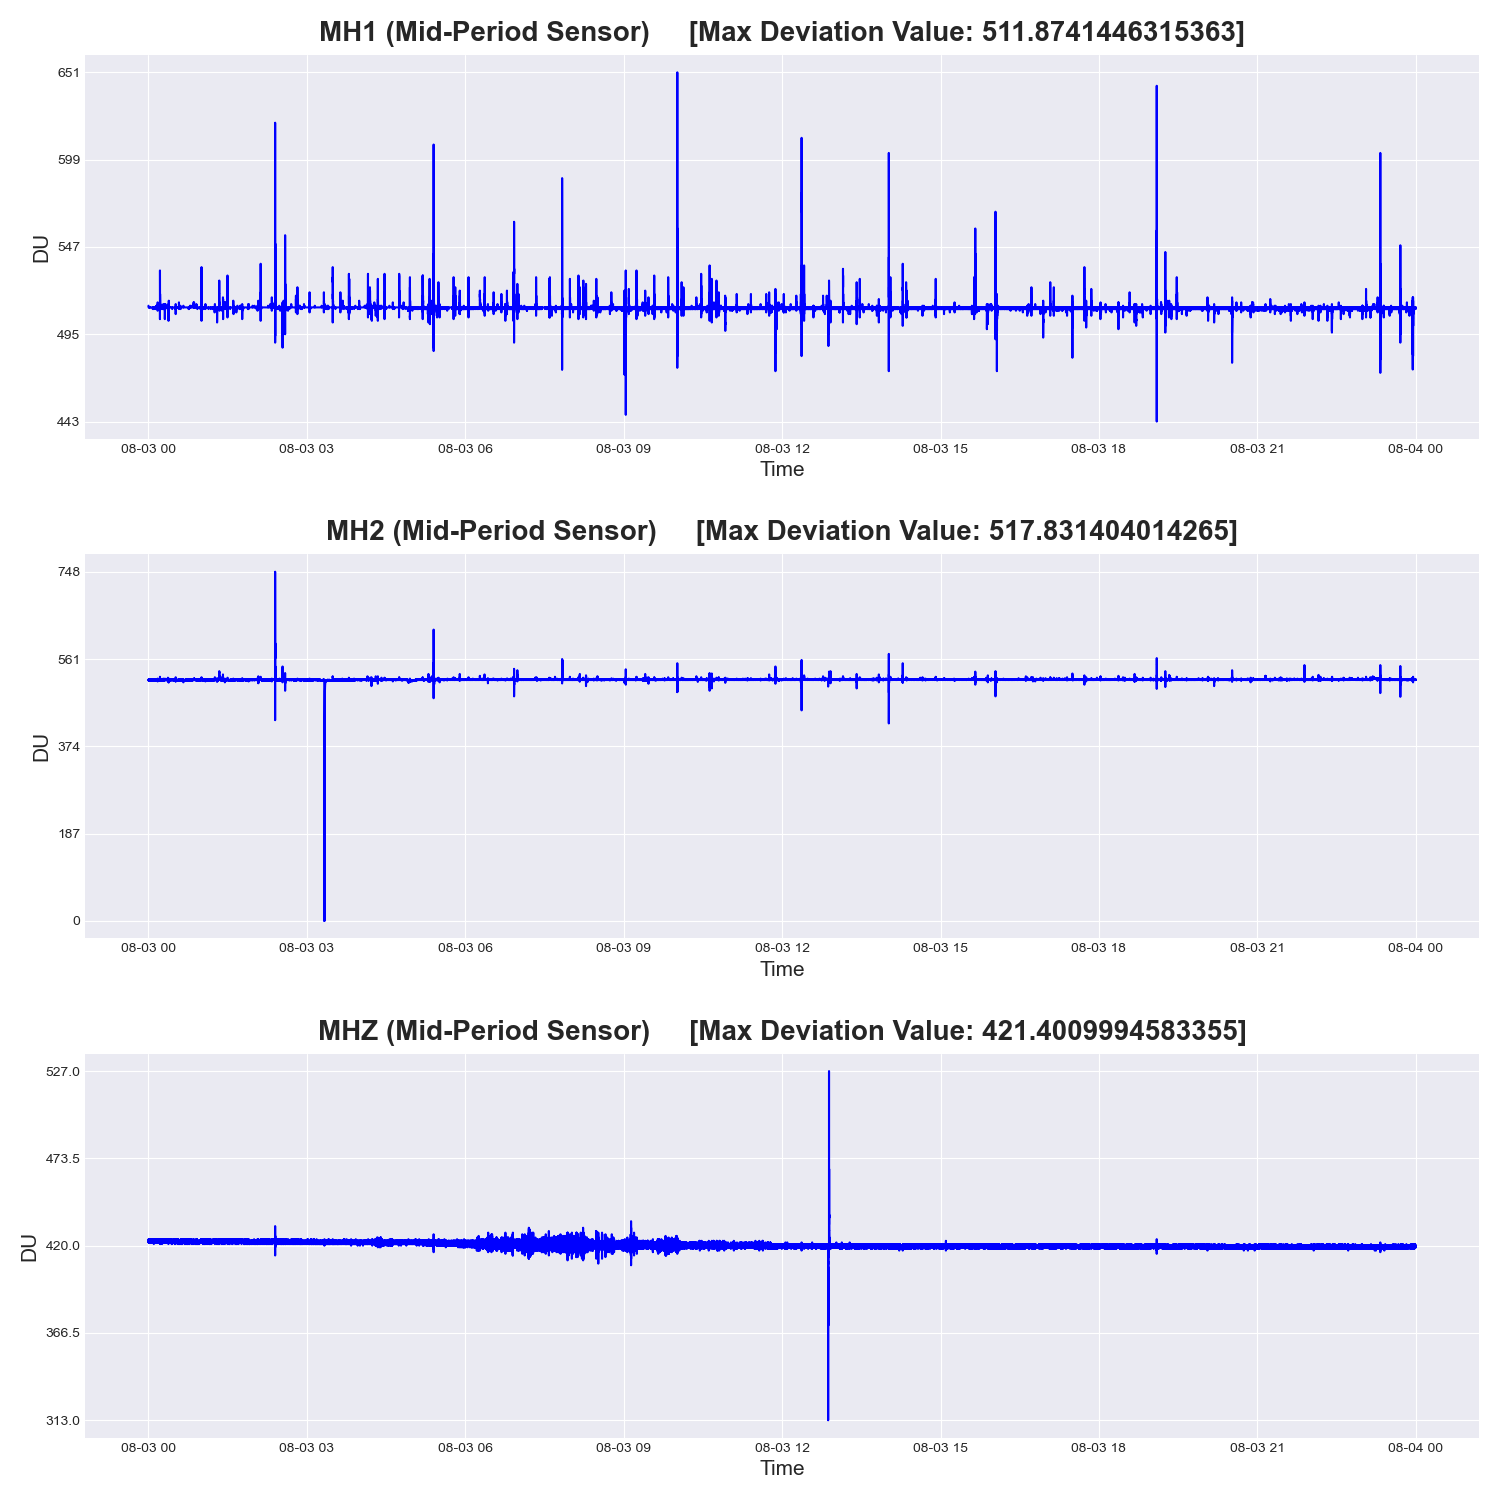 MH1 (Mid-Period Sensor) [Max Deviation Value: 511.8741446315363]
651
599
547
495
443
DU
08-03 00 08-03 03 08-03 06 08-03 09 08-03 12 08-03 15 08-03 18 08-03 21 08-04 00
Time
MH2 (Mid-Period Sensor) [Max Deviation Value: 517.831404014265]
748
561
374
187
0
DU
08-03 00 08-03 03 08-03 06 08-03 09 08-03 12 08-03 15 08-03 18 08-03 21 08-04 00
Time
MHZ (Mid-Period Sensor) [Max Deviation Value: 421.4009994583355]
527.0
473.5
420.0
366.5
313.0
DU
08-03 00 08-03 03 08-03 06 08-03 09 08-03 12 08-03 15 08-03 18 08-03 21 08-04 00
Time